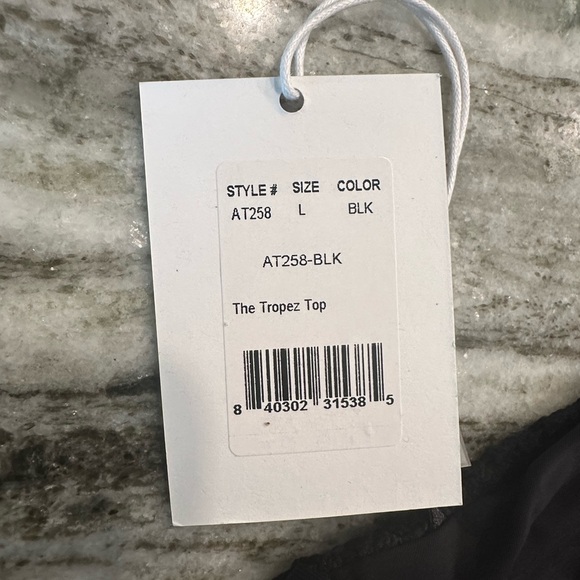 STYLE # SIZE COLOR
AT258 L BLK
AT258-BLK
The Tropez Top
8 40302 31538 5